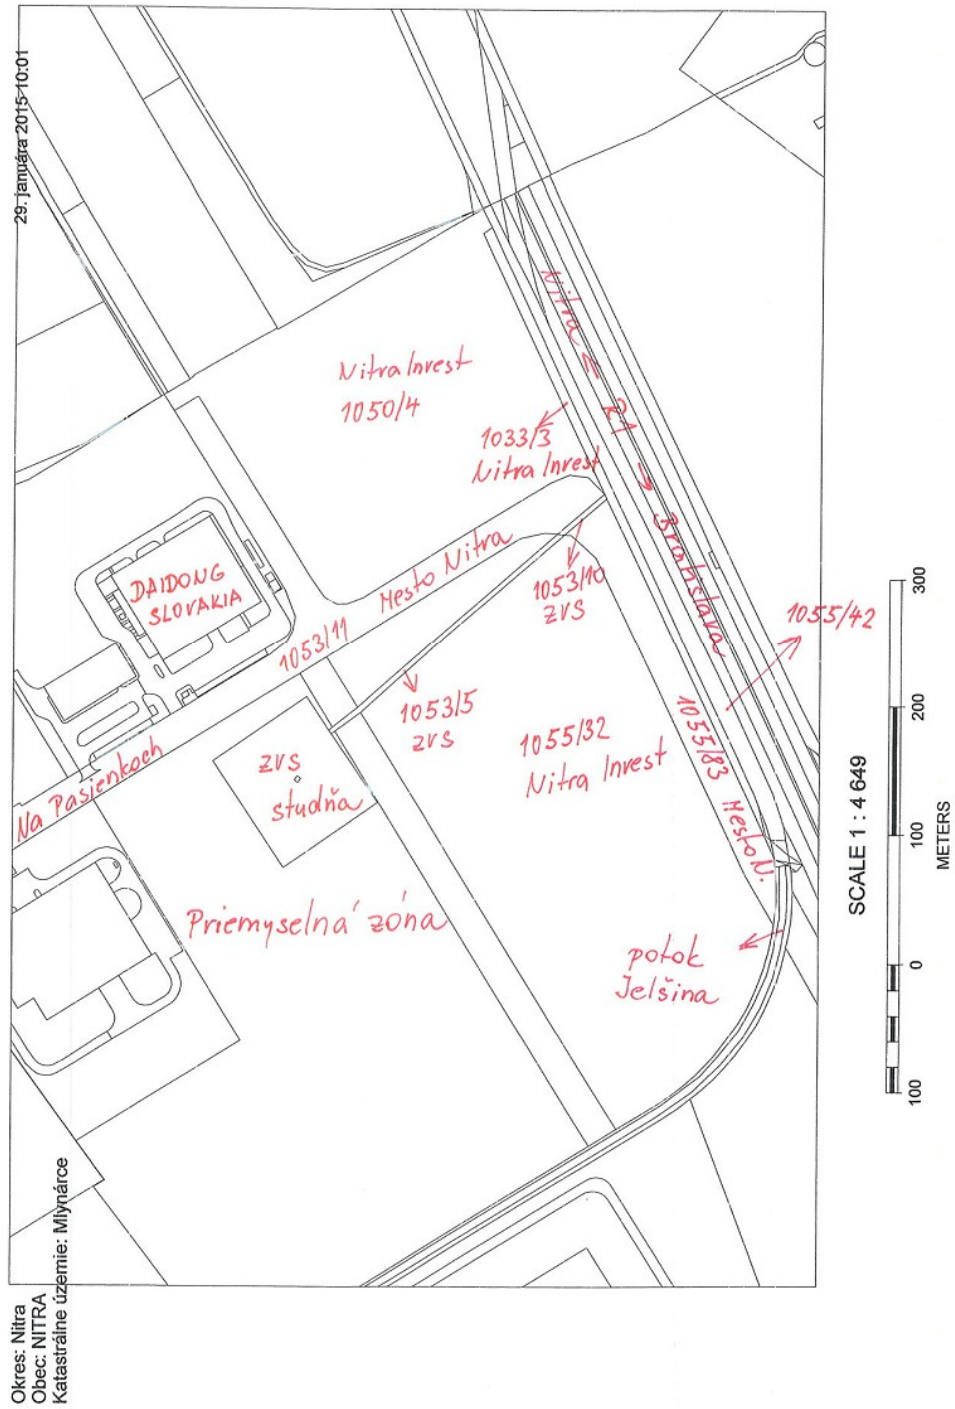 29. januára 2015 10:01
Okres: Nitra
Obec: NITRA
Katastrálne územie: Mlynárce
Nitra Invest
1050/4
1033/3
Nitra Invest
Nitra ← R1 → Bratislava
DAIDONG
SLOVAKIA
Mesto Nitra
1053/11
1053/10
ZVS
1053/5
ZVS
1055/42
1055/32
Nitra Invest
1055/83 Mesto N.
Na Pasienkoch
ZVS
studňa
Priemyselná zóna
potok
Jelšina
SCALE 1 : 4 649
100 0 100 200 300
METERS